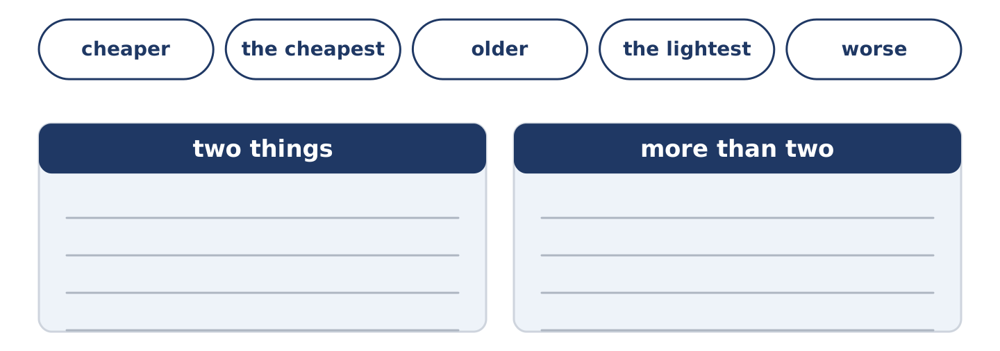 cheaper the cheapest older the lightest worse
two things more than two